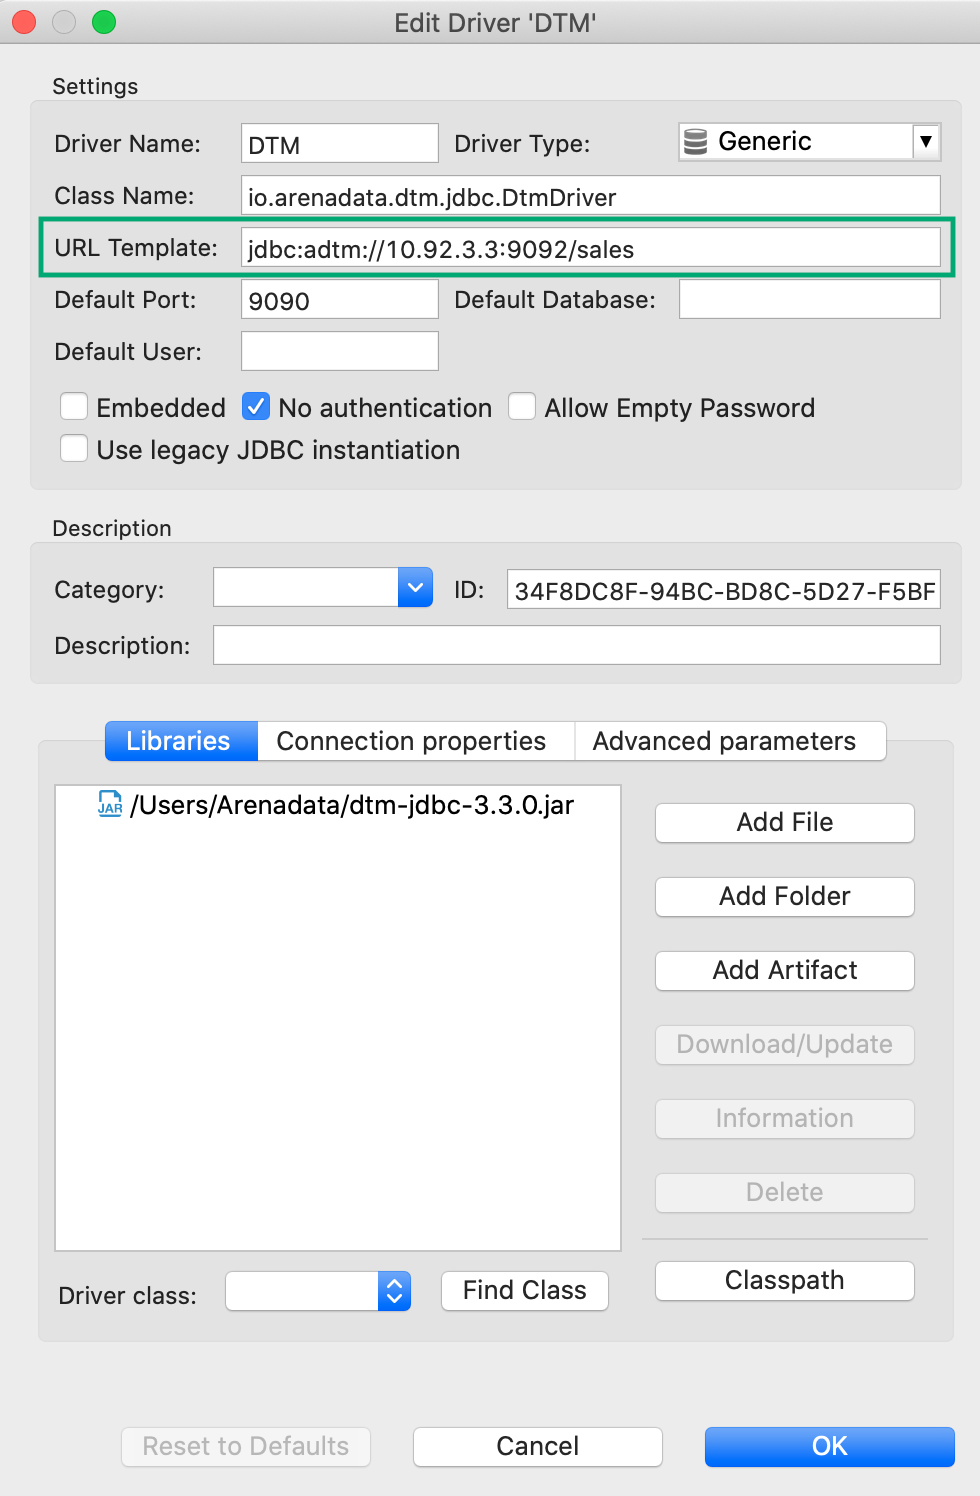 Edit Driver 'DTM'
Settings
Driver Name: DTM Driver Type: Generic
Class Name: io.arenadata.dtm.jdbc.DtmDriver
URL Template: jdbc:adtm://10.92.3.3:9092/sales
Default Port: 9090 Default Database:
Default User:
Embedded No authentication Allow Empty Password
Use legacy JDBC instantiation
Description
Category: ID: 34F8DC8F-94BC-BD8C-5D27-F5BF
Description:
Libraries Connection properties Advanced parameters
JAR /Users/Arenadata/dtm-jdbc-3.3.0.jar
Add File
Add Folder
Add Artifact
Download/Update
Information
Delete
Classpath
Driver class: Find Class
Reset to Defaults Cancel OK